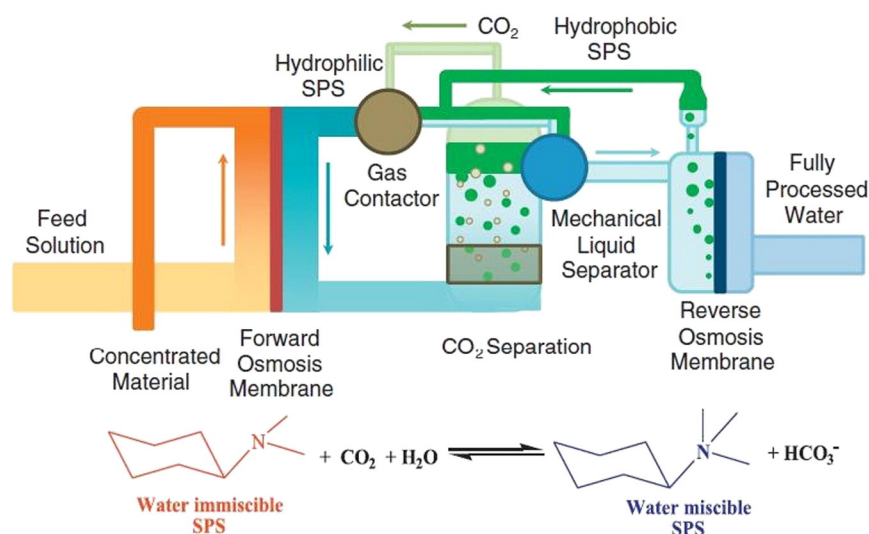 CO2
Hydrophobic
SPS
Hydrophilic
SPS
Gas
Contactor
Feed
Solution
Mechanical
Liquid
Separator
Fully
Processed
Water
Concentrated
Material
Forward
Osmosis
Membrane
CO2 Separation
Reverse
Osmosis
Membrane
N
+ CO2 + H2O
N
+ HCO3-
Water immiscible
SPS
Water miscible
SPS